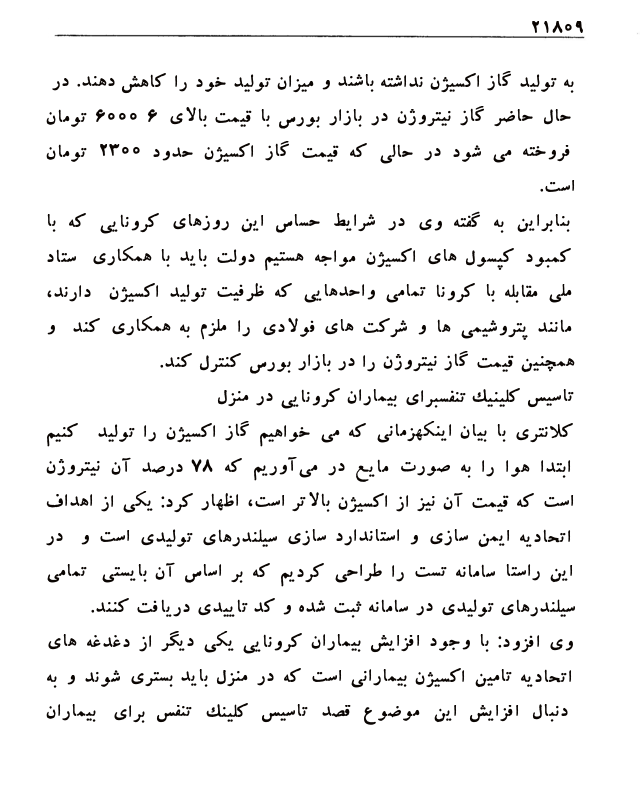 ۲۱۸۰۹
به تولید گاز اکسیژن نداشته باشند و میزان تولید خود را کاهش دهند. در
حال حاضر گاز نیتروژن در بازار بورس با قیمت بالای ۶ ۶۰۰۰ تومان
فروخته می شود در حالی که قیمت گاز اکسیژن حدود ۲۳۰۰ تومان
است.
بنابراین به گفته وی در شرایط حساس این روزهای کرونایی که با
کمبود کپسول های اکسیژن مواجه هستیم دولت باید با همکاری ستاد
ملی مقابله با کرونا تمامی واحدهایی که ظرفیت تولید اکسیژن دارند،
مانند پتروشیمی ها و شرکت های فولادی را ملزم به همکاری کند و
همچنین قیمت گاز نیتروژن را در بازار بورس کنترل کند.
تاسیس کلینیک تنفسبرای بیماران کرونایی در منزل
کلانتری با بیان اینکهزمانی که می خواهیم گاز اکسیژن را تولید کنیم
ابتدا هوا را به صورت مایع در می‌آوریم که ۷۸ درصد آن نیتروژن
است که قیمت آن نیز از اکسیژن بالاتر است، اظهار کرد: یکی از اهداف
اتحادیه ایمن سازی و استاندارد سازی سیلندرهای تولیدی است و در
این راستا سامانه تست را طراحی کردیم که بر اساس آن بایستی تمامی
سیلندرهای تولیدی در سامانه ثبت شده و کد تاییدی دریافت کنند.
وی افزود: با وجود افزایش بیماران کرونایی یکی دیگر از دغدغه های
اتحادیه تامین اکسیژن بیمارانی است که در منزل باید بستری شوند و به
دنبال افزایش این موضوع قصد تاسیس کلینک تنفس برای بیماران